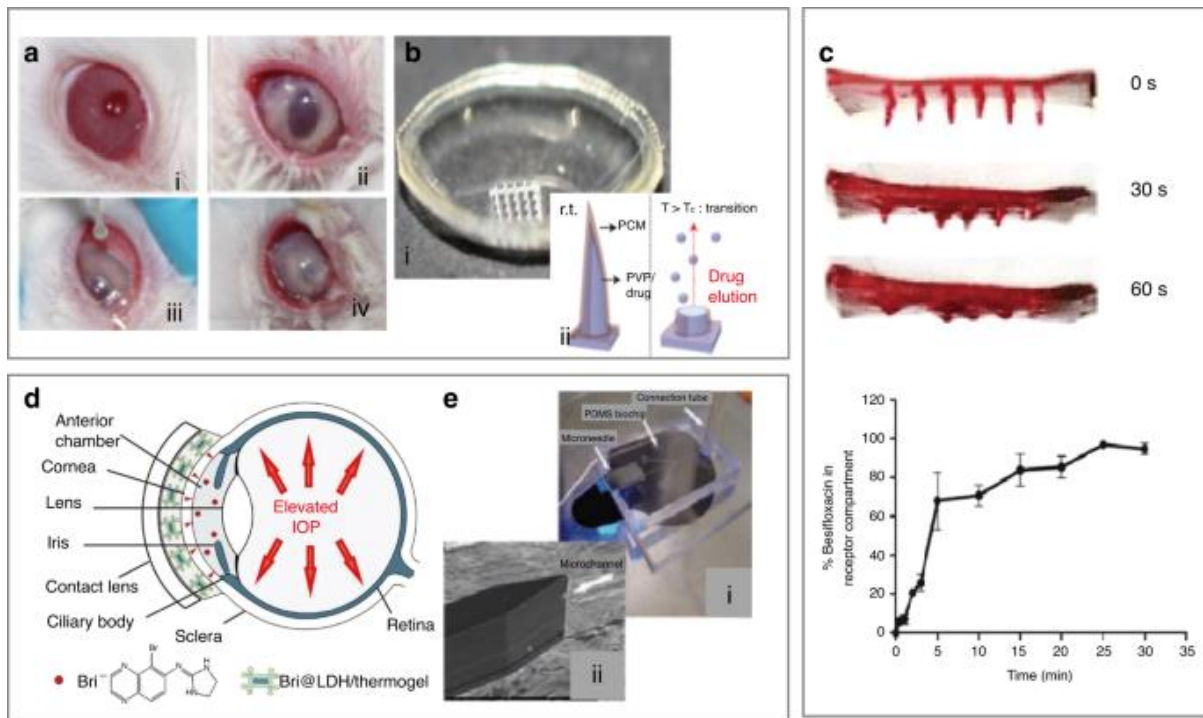 a
i
ii
iii
iv
b
i
r.t.
PCM
PVP/
drug
ii
T > Tc : transition
Drug
elution
c
0 s
30 s
60 s
120
100
80
60
40
20
0
% Besifloxacin in
receptor compartment
0 5 10 15 20 25 30 35
Time (min)
d
Anterior
chamber
Cornea
Lens
Iris
Contact lens
Ciliary body
Sclera
Retina
Elevated
IOP
Bri
Br
N
N
N
H
N
HN
Bri@LDH/thermogel
e
Connection tube
PDMS biochip
Microneedle
i
Microchannel
ii